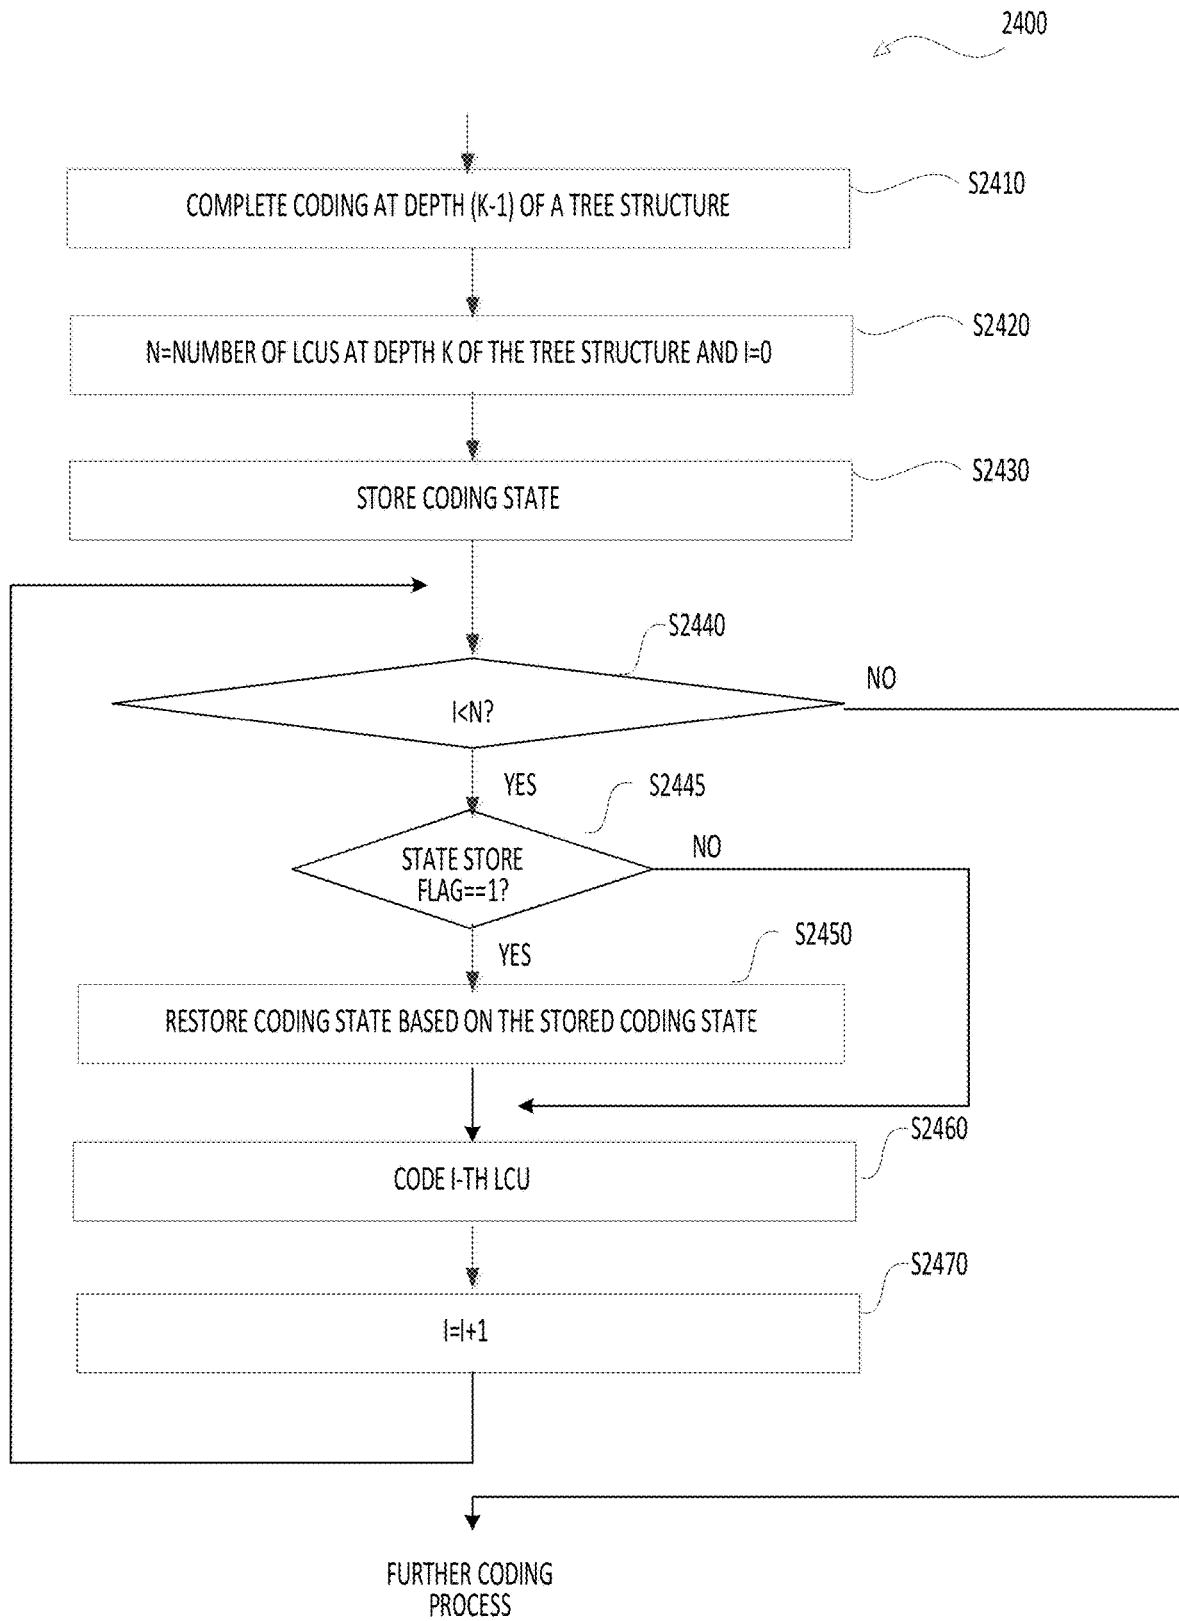 2400
COMPLETE CODING AT DEPTH (K-1) OF A TREE STRUCTURE
S2410
N=NUMBER OF LCUS AT DEPTH K OF THE TREE STRUCTURE AND I=0
S2420
STORE CODING STATE
S2430
S2440
I<N?
NO
YES
S2445
STATE STORE
FLAG==1?
NO
YES
S2450
RESTORE CODING STATE BASED ON THE STORED CODING STATE
S2460
CODE I-TH LCU
S2470
I=I+1
FURTHER CODING
PROCESS